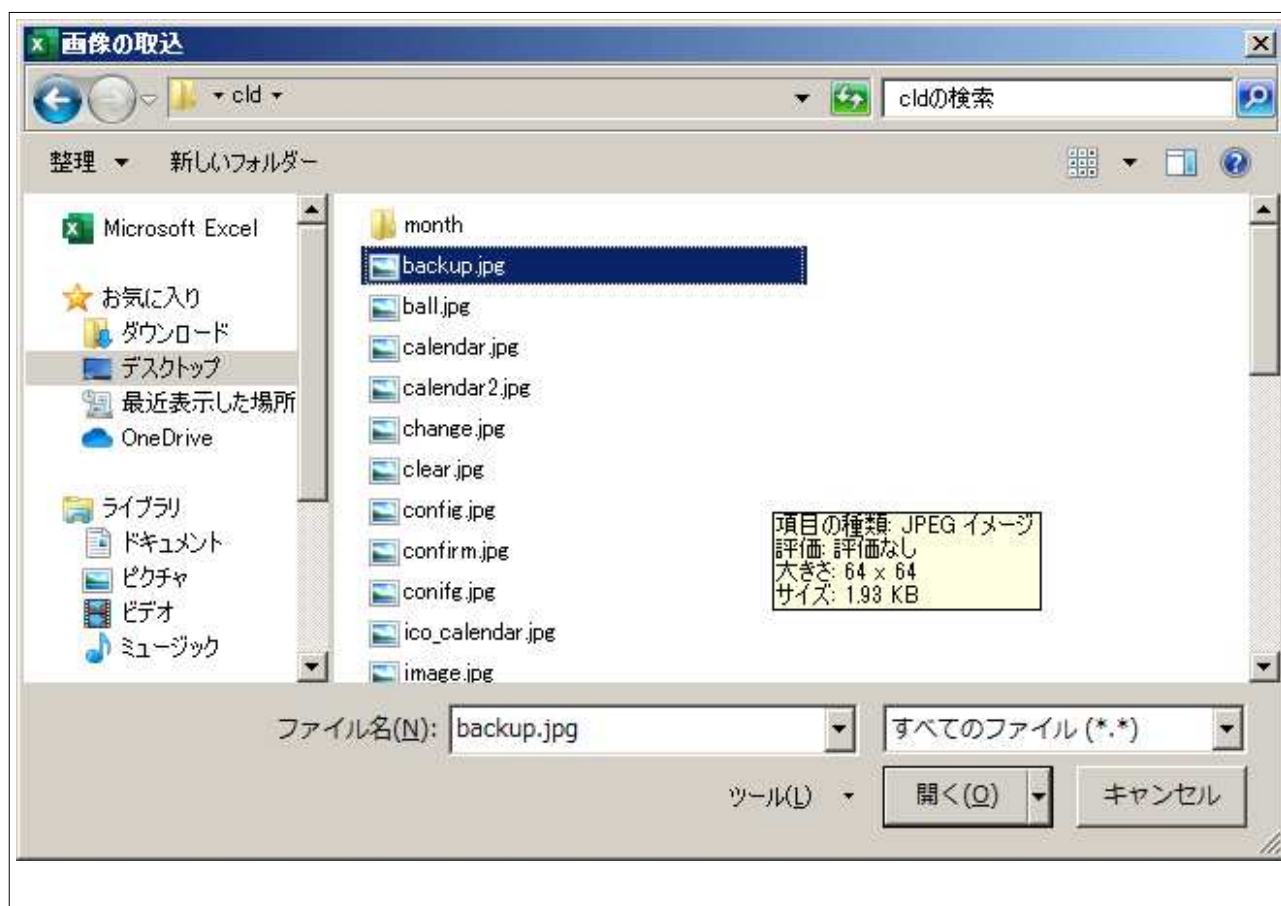 画像の取込
cld
cldの検索
整理
新しいフォルダー
Microsoft Excel
お気に入り
ダウンロード
デスクトップ
最近表示した場所
OneDrive
ライブラリ
ドキュメント
ピクチャ
ビデオ
ミュージック
month
backup.jpg
ball.jpg
calendar.jpg
calendar2.jpg
change.jpg
clear.jpg
config.jpg
confirm.jpg
conifg.jpg
ico_calendar.jpg
image.jpg
項目の種類: JPEG イメージ
評価: 評価なし
大きさ: 64 x 64
サイズ: 1.93 KB
ファイル名(N): backup.jpg
すべてのファイル (*.*)
ツール(L)
開く(O)
キャンセル